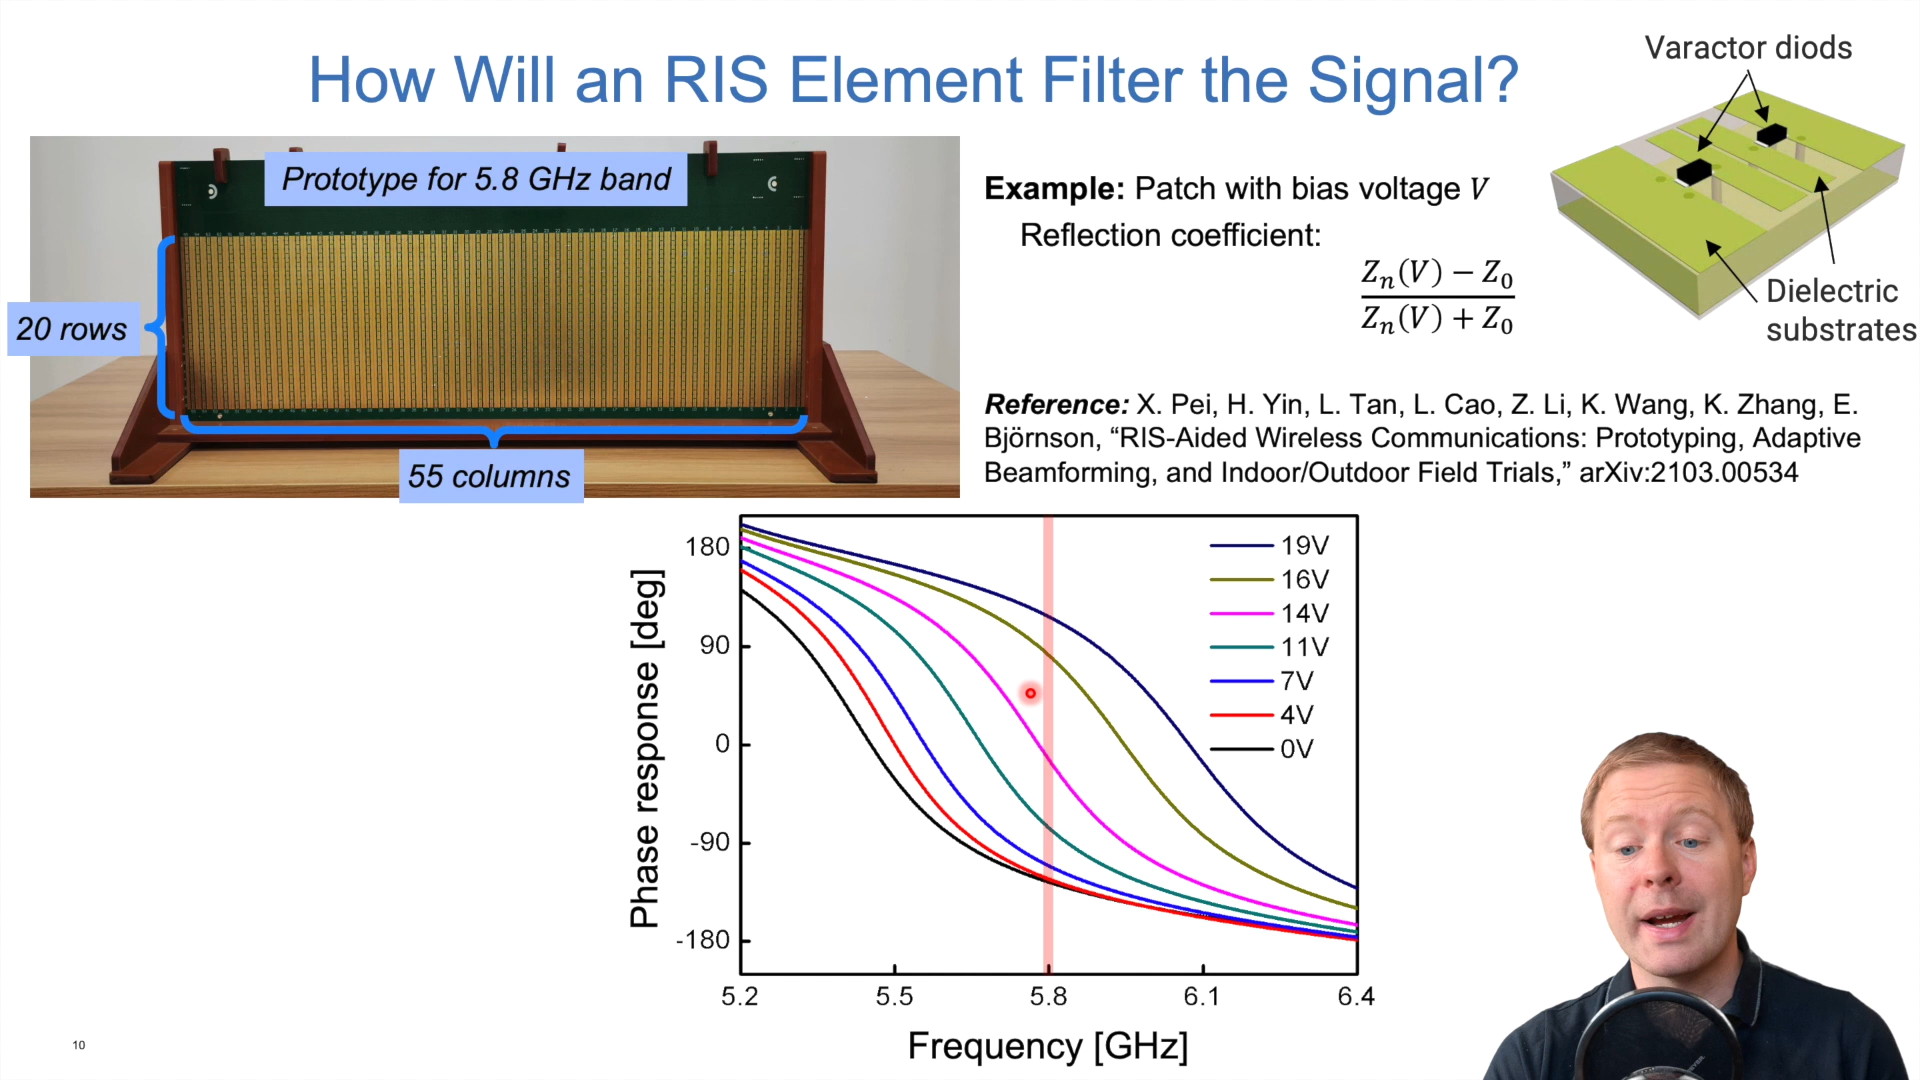 How Will an RIS Element Filter the Signal?
Varactor diods
Prototype for 5.8 GHz band
20 rows
55 columns
Example: Patch with bias voltage V
Reflection coefficient:
Zₙ(V) − Z₀
Zₙ(V) + Z₀
Dielectric
substrates
Reference: X. Pei, H. Yin, L. Tan, L. Cao, Z. Li, K. Wang, K. Zhang, E.
Björnson, “RIS-Aided Wireless Communications: Prototyping, Adaptive
Beamforming, and Indoor/Outdoor Field Trials,” arXiv:2103.00534
Phase response [deg]
180
90
0
-90
-180
19V
16V
14V
11V
7V
4V
0V
5.2 5.5 5.8 6.1 6.4
Frequency [GHz]
10